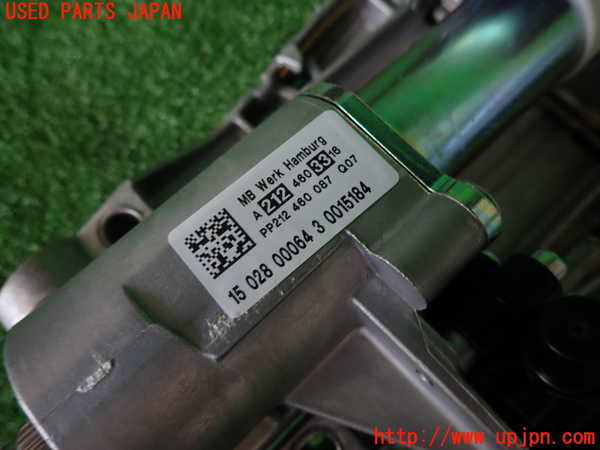 USED PARTS JAPAN
MB Werk Hamburg
A 212 460 33 16
PP212 460 087 Q07
15 028 00064 3 0015184
http://www.upjpn.com/